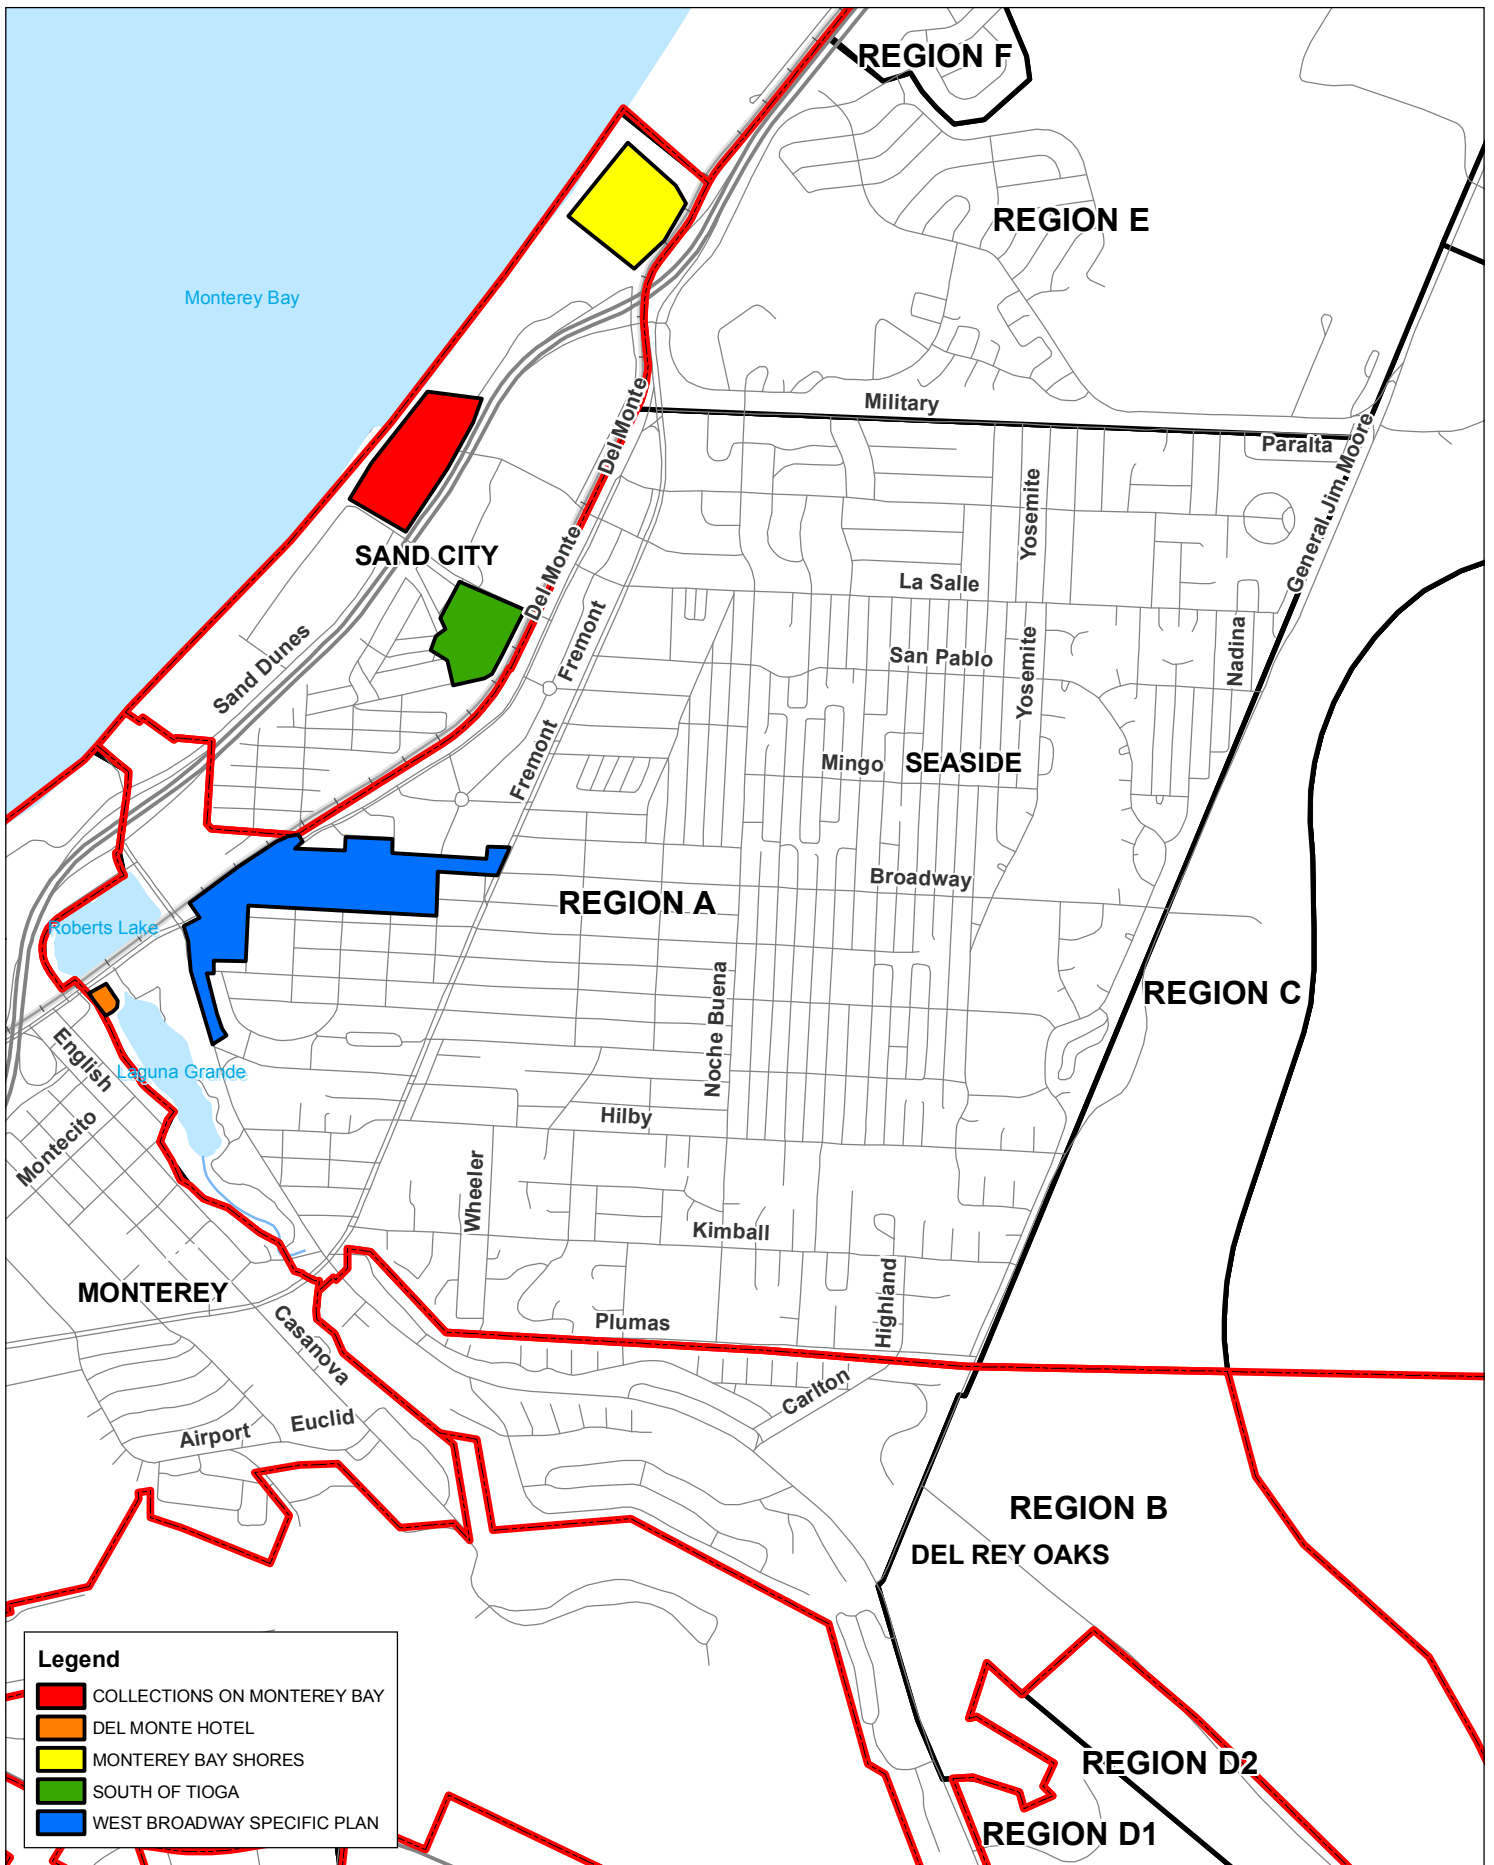 REGION F
REGION E
Monterey Bay
Military
Del Monte
Paralta
General Jim Moore
Yosemite
SAND CITY
Del Monte
La Salle
Fremont
San Pablo
Yosemite
Nadina
Sand Dunes
Fremont
Mingo
SEASIDE
Broadway
REGION A
Roberts Lake
REGION C
Noche Buena
English
Laguna Grande
Hilby
Montecito
Wheeler
Kimball
MONTEREY
Highland
Plumas
Casanova
Carlton
Euclid
Airport
REGION B
DEL REY OAKS
Legend
COLLECTIONS ON MONTEREY BAY
DEL MONTE HOTEL
MONTEREY BAY SHORES
SOUTH OF TIOGA
WEST BROADWAY SPECIFIC PLAN
REGION D2
REGION D1